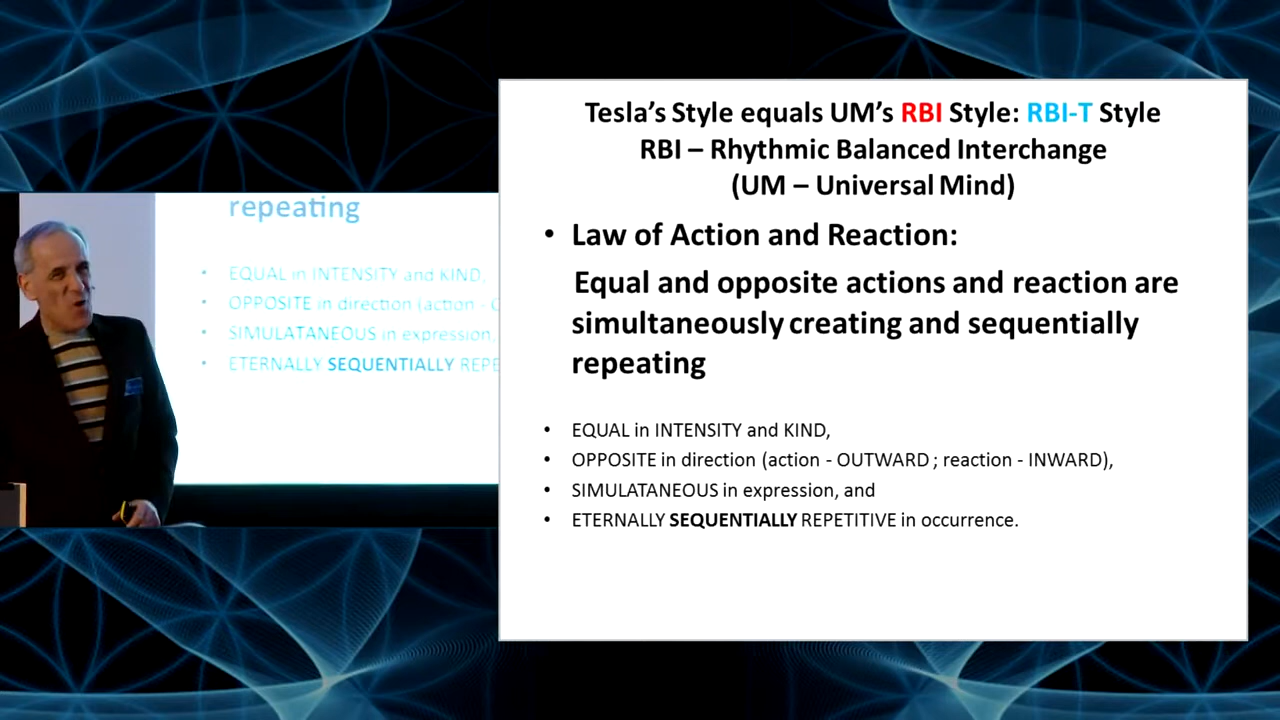 Tesla's Style equals UM's RBI Style: RBI-T Style
RBI – Rhythmic Balanced Interchange
(UM – Universal Mind)
• Law of Action and Reaction:
Equal and opposite actions and reaction are
simultaneously creating and sequentially
repeating
• EQUAL in INTENSITY and KIND,
• OPPOSITE in direction (action - OUTWARD ; reaction - INWARD),
• SIMULATANEOUS in expression, and
• ETERNALLY SEQUENTIALLY REPETITIVE in occurrence.
repeating
• EQUAL in INTENSITY and KIND,
• OPPOSITE in direction (action -
• SIMULATANEOUS in expression,
• ETERNALLY SEQUENTIALLY REPE